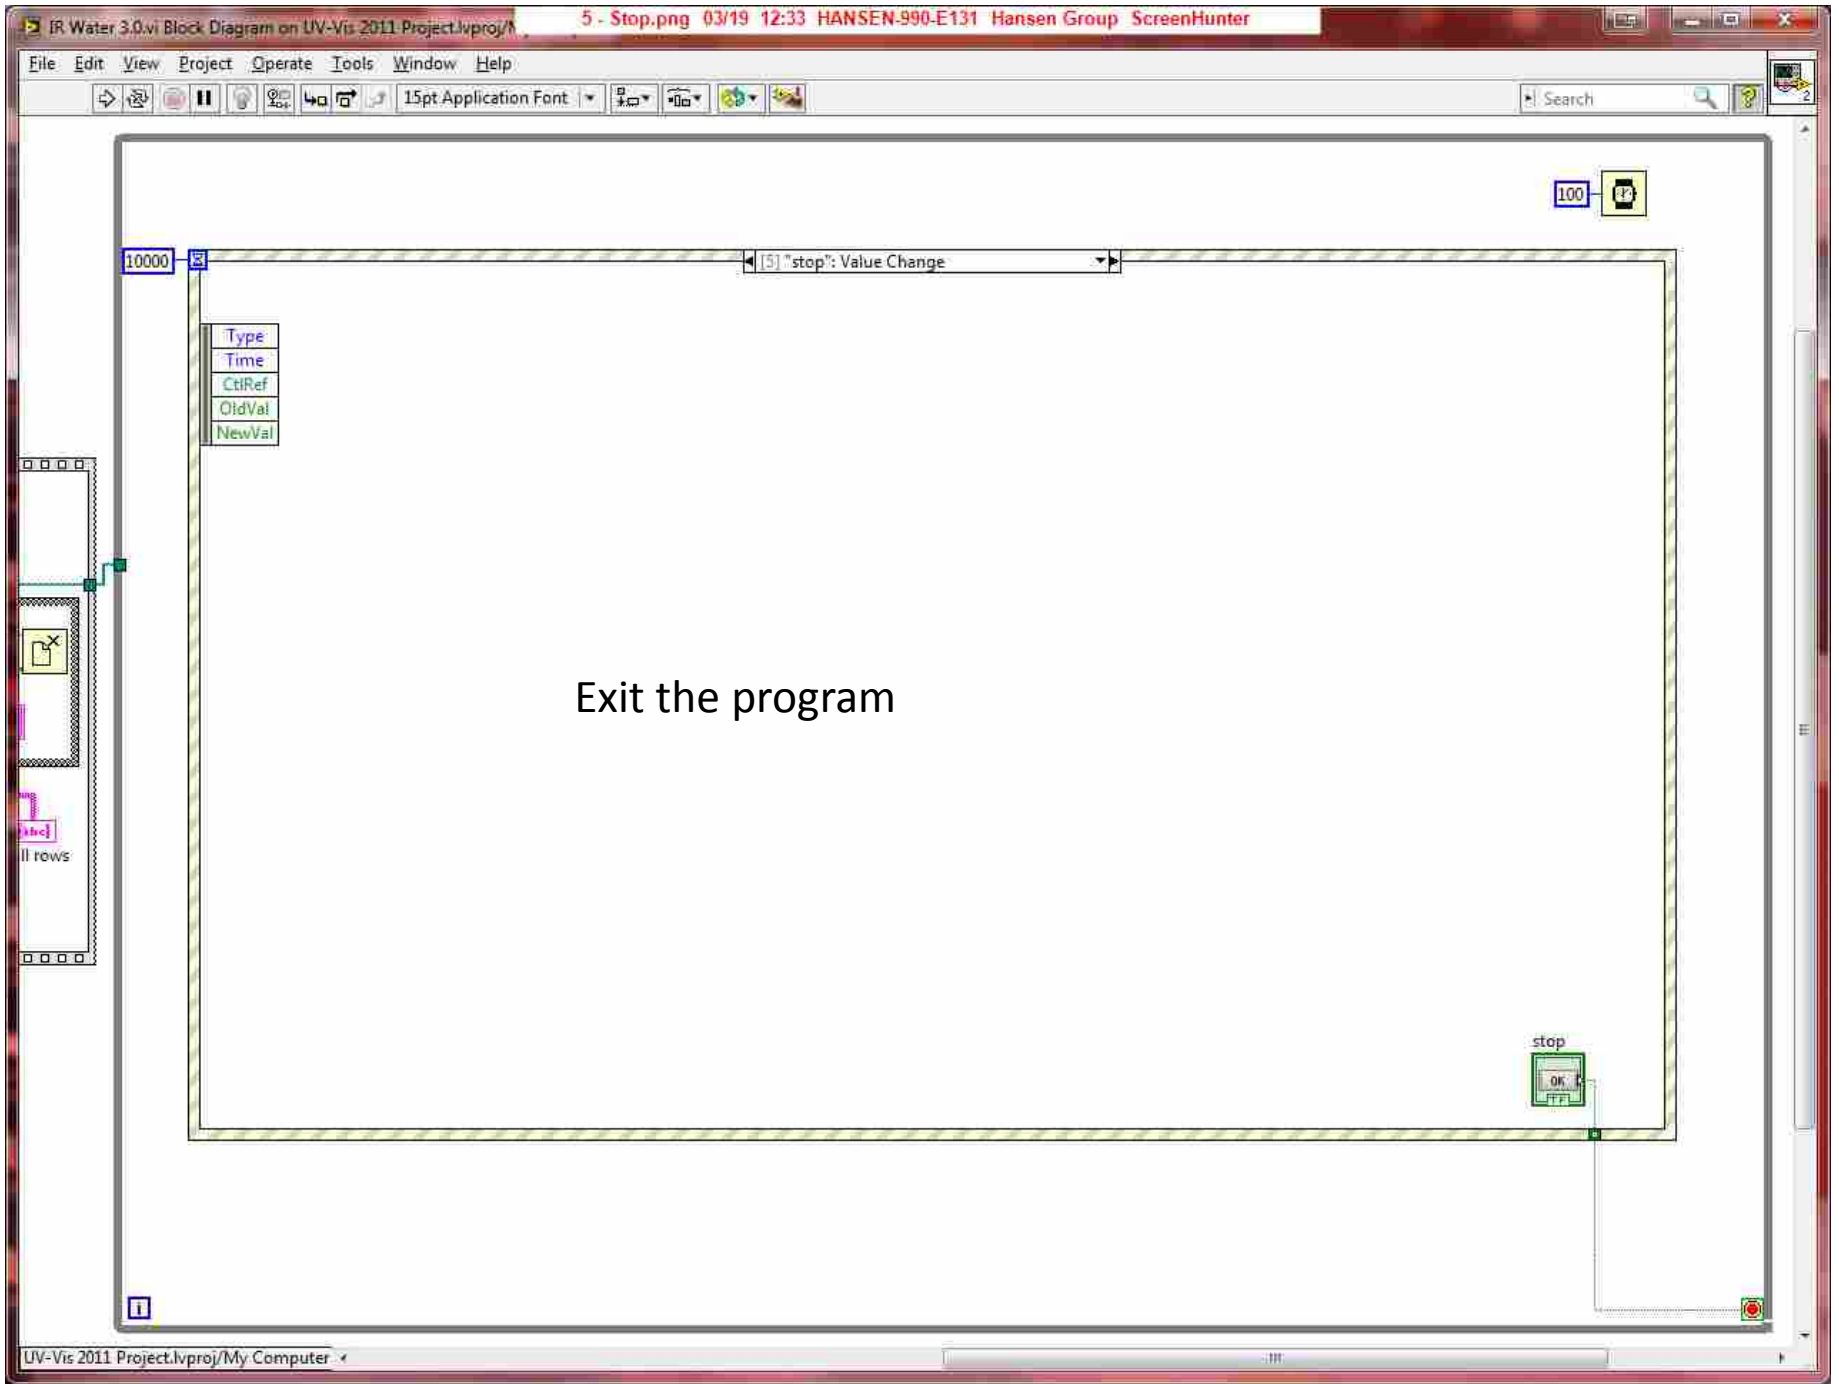 5 - Stop.png 03/19 12:33 HANSEN-990-E131 Hansen Group ScreenHunter
IR Water 3.0.vi Block Diagram on UV-Vis 2011 Project.lvproj/M
File Edit View Project Operate Tools Window Help
15pt Application Font
Search
2
100
10000
[5] "stop": Value Change
Type
Time
CtlRef
OldVal
NewVal
Exit the program
abc
ll rows
stop
OK
TF
i
UV-Vis 2011 Project.lvproj/My Computer